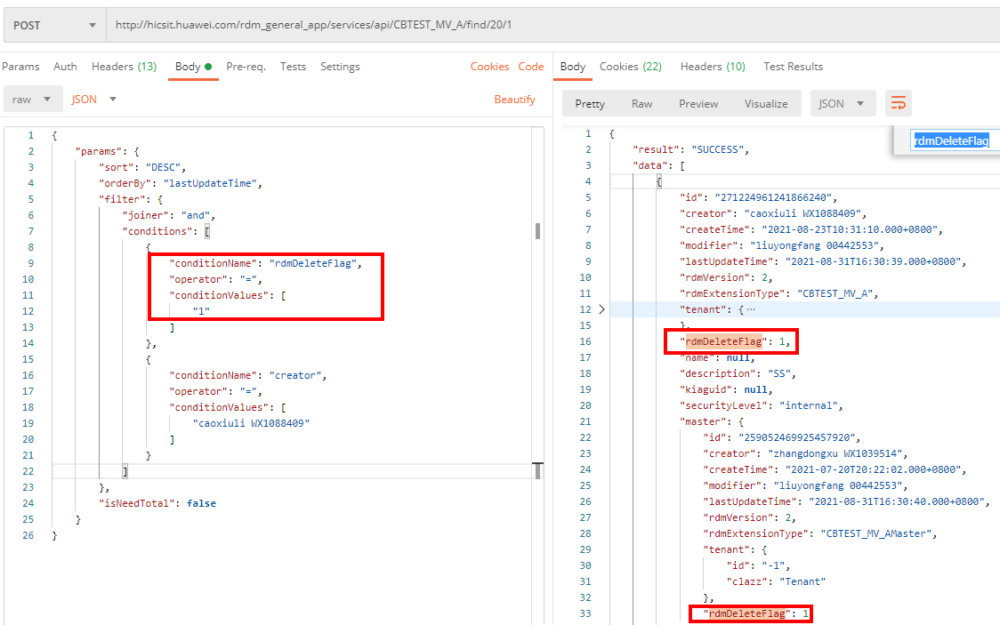 POST
http://hicsit.huawei.com/rdm_general_app/services/api/CBTEST_MV_A/find/20/1
Params Auth Headers (13) Body Pre-req. Tests Settings Cookies Code
raw JSON Beautify
1 {
2 "params": {
3 "sort": "DESC",
4 "orderBy": "lastUpdateTime",
5 "filter": {
6 "joiner": "and",
7 "conditions": [
8 {
9 "conditionName": "rdmDeleteFlag",
10 "operator": "=",
11 "conditionValues": [
12 "1"
13 ]
14 },
15 {
16 "conditionName": "creator",
17 "operator": "=",
18 "conditionValues": [
19 "caoxiuli WX1088409"
20 ]
21 }
22 ]
23 },
24 "isNeedTotal": false
25 }
26 }
Body Cookies (22) Headers (10) Test Results
Pretty Raw Preview Visualize JSON
rdmDeleteFlag
1 {
2 "result": "SUCCESS",
3 "data": [
4 {
5 "id": "271224961241866240",
6 "creator": "caoxiuli WX1088409",
7 "createTime": "2021-08-23T10:31:10.000+0800",
8 "modifier": "liuyongfang 00442553",
9 "lastUpdateTime": "2021-08-31T16:30:39.000+0800",
10 "rdmVersion": 2,
11 "rdmExtensionType": "CBTEST_MV_A",
12 "tenant": { ⋯
15 },
16 "rdmDeleteFlag": 1,
17 "name": null,
18 "description": "SS",
19 "kiaguid": null,
20 "securityLevel": "internal",
21 "master": {
22 "id": "259052469925457920",
23 "creator": "zhangdongxu WX1039514",
24 "createTime": "2021-07-20T20:22:02.000+0800",
25 "modifier": "liuyongfang 00442553",
26 "lastUpdateTime": "2021-08-31T16:30:40.000+0800",
27 "rdmVersion": 2,
28 "rdmExtensionType": "CBTEST_MV_AMaster",
29 "tenant": {
30 "id": "-1",
31 "clazz": "Tenant"
32 },
33 "rdmDeleteFlag": 1